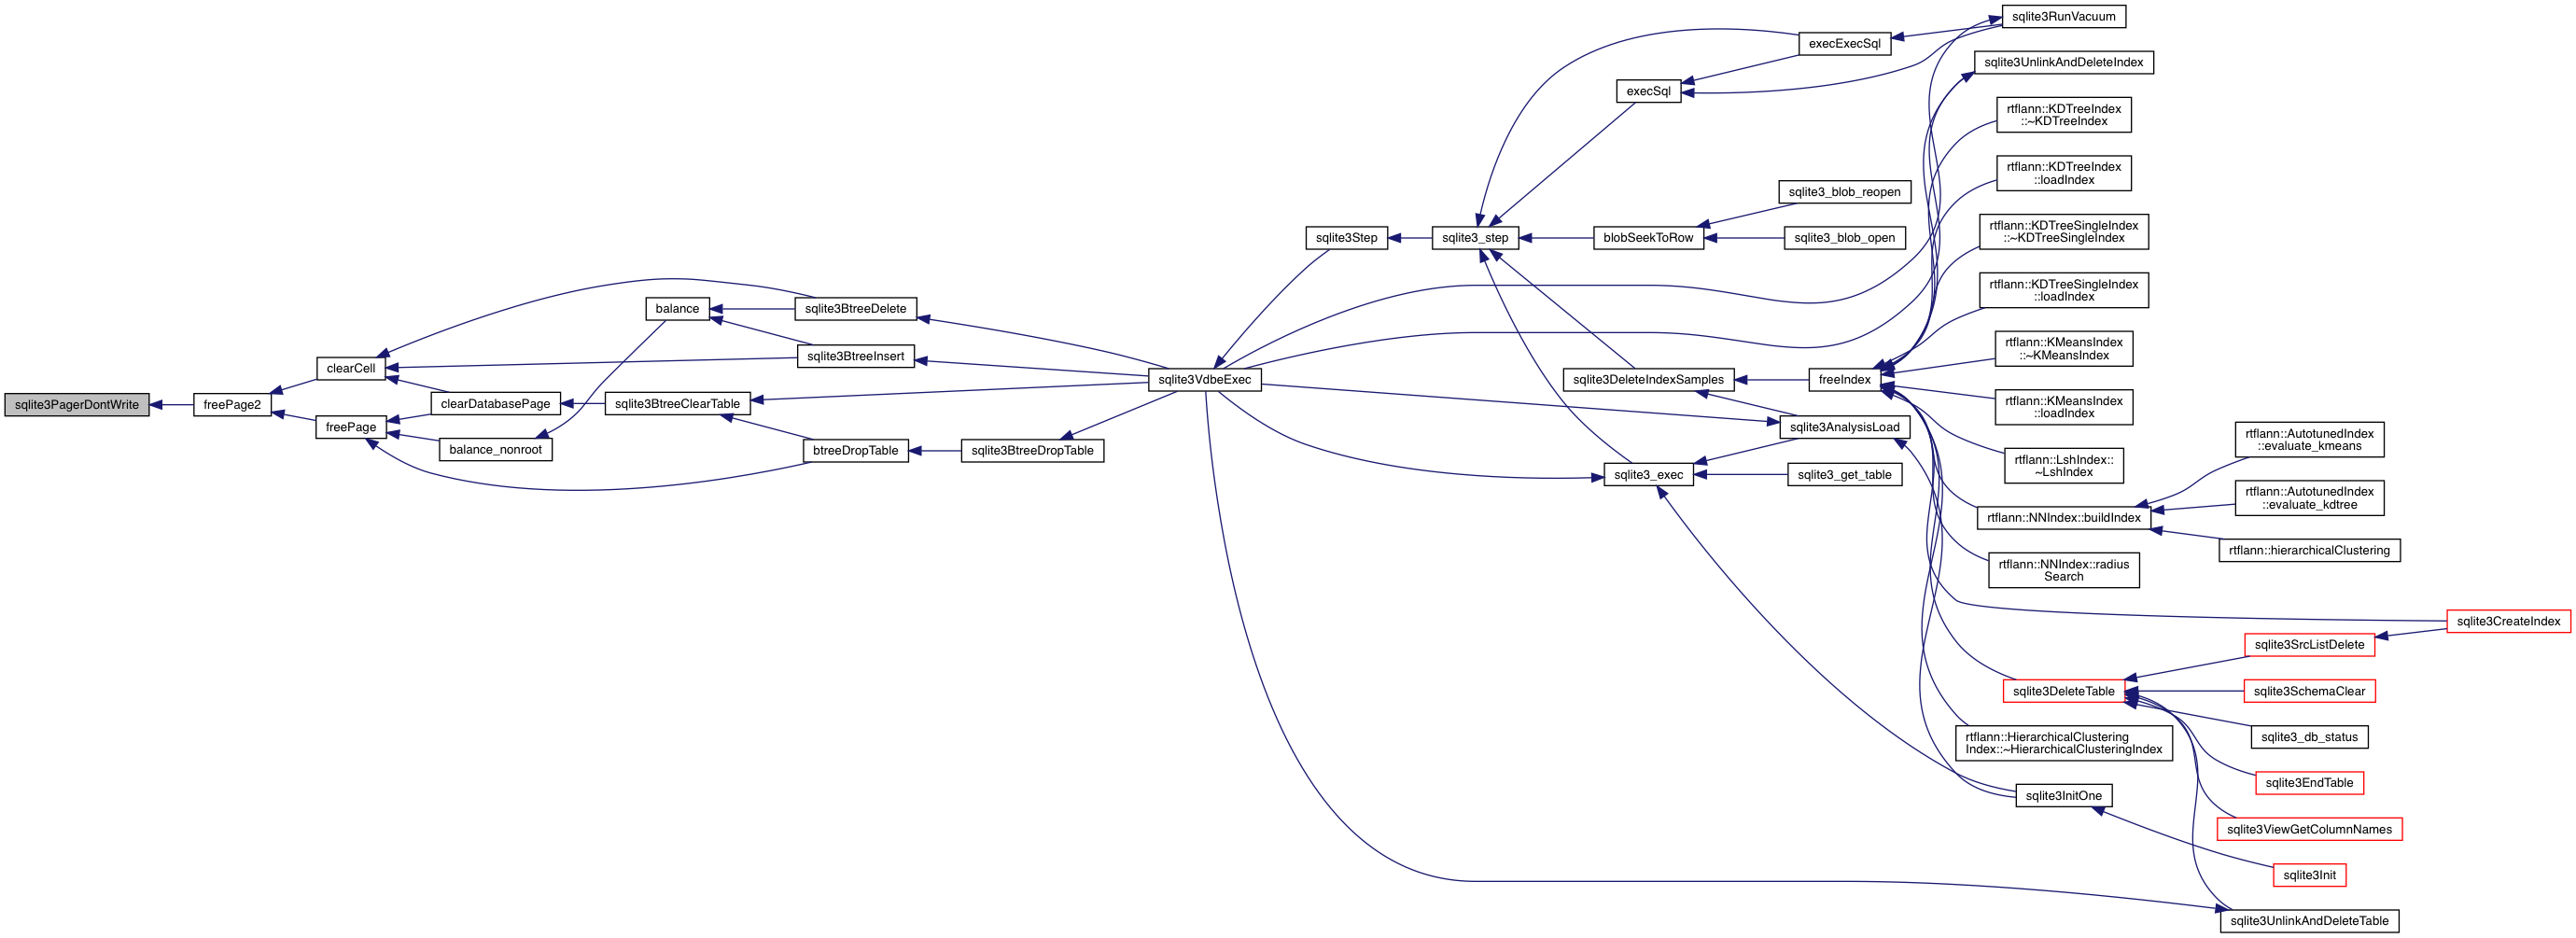 sqlite3PagerDontWrite
freePage2
clearCell
freePage
clearDatabasePage
balance_nonroot
balance
sqlite3BtreeDelete
sqlite3BtreeInsert
sqlite3BtreeClearTable
btreeDropTable
sqlite3BtreeDropTable
sqlite3VdbeExec
sqlite3Step
sqlite3_step
execExecSql
execSql
blobSeekToRow
sqlite3_blob_reopen
sqlite3_blob_open
sqlite3DeleteIndexSamples
freeIndex
sqlite3AnalysisLoad
sqlite3_exec
sqlite3_get_table
sqlite3RunVacuum
sqlite3UnlinkAndDeleteIndex
rtflann::KDTreeIndex
::~KDTreeIndex
rtflann::KDTreeIndex
::loadIndex
rtflann::KDTreeSingleIndex
::~KDTreeSingleIndex
rtflann::KDTreeSingleIndex
::loadIndex
rtflann::KMeansIndex
::~KMeansIndex
rtflann::KMeansIndex
::loadIndex
rtflann::LshIndex::
~LshIndex
rtflann::NNIndex::buildIndex
rtflann::AutotunedIndex
::evaluate_kmeans
rtflann::AutotunedIndex
::evaluate_kdtree
rtflann::hierarchicalClustering
rtflann::NNIndex::radius
Search
sqlite3CreateIndex
sqlite3SrcListDelete
sqlite3DeleteTable
sqlite3SchemaClear
sqlite3_db_status
rtflann::HierarchicalClustering
Index::~HierarchicalClusteringIndex
sqlite3EndTable
sqlite3InitOne
sqlite3ViewGetColumnNames
sqlite3Init
sqlite3UnlinkAndDeleteTable